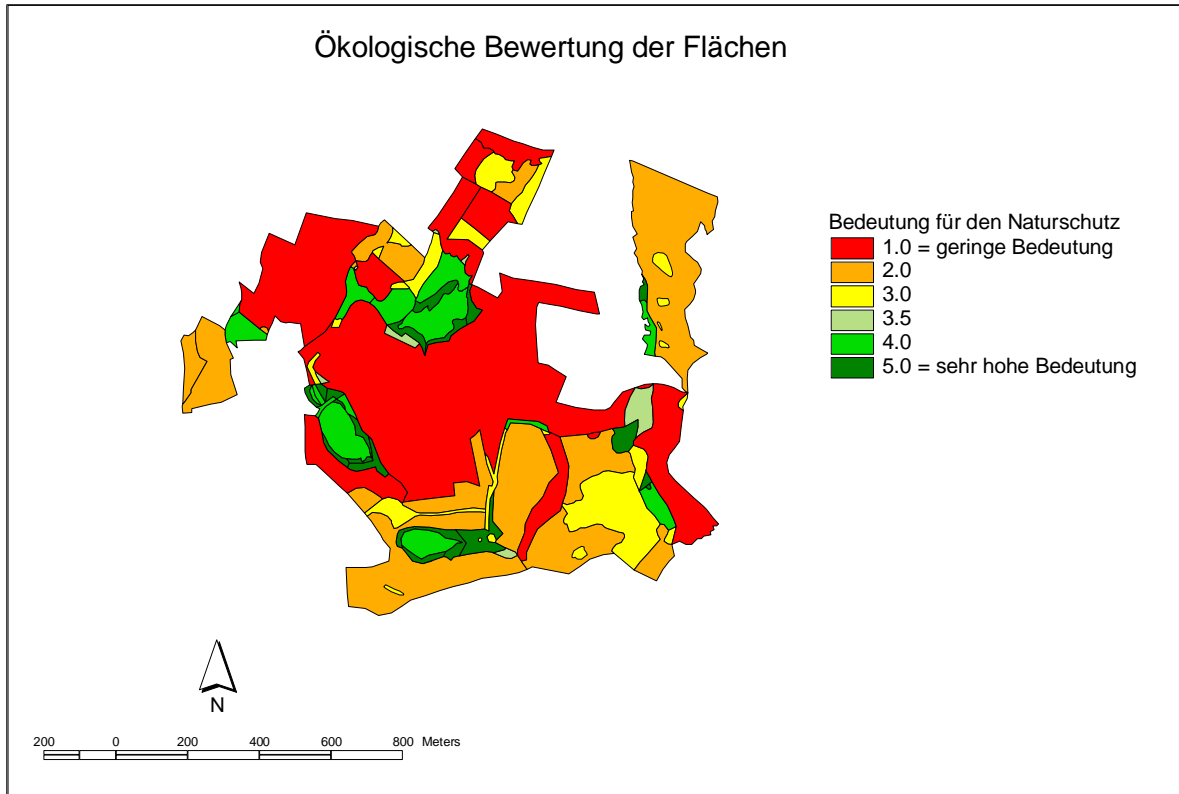 Ökologische Bewertung der Flächen
Bedeutung für den Naturschutz
1.0 = geringe Bedeutung
2.0
3.0
3.5
4.0
5.0 = sehr hohe Bedeutung
N
200 0 200 400 600 800 Meters